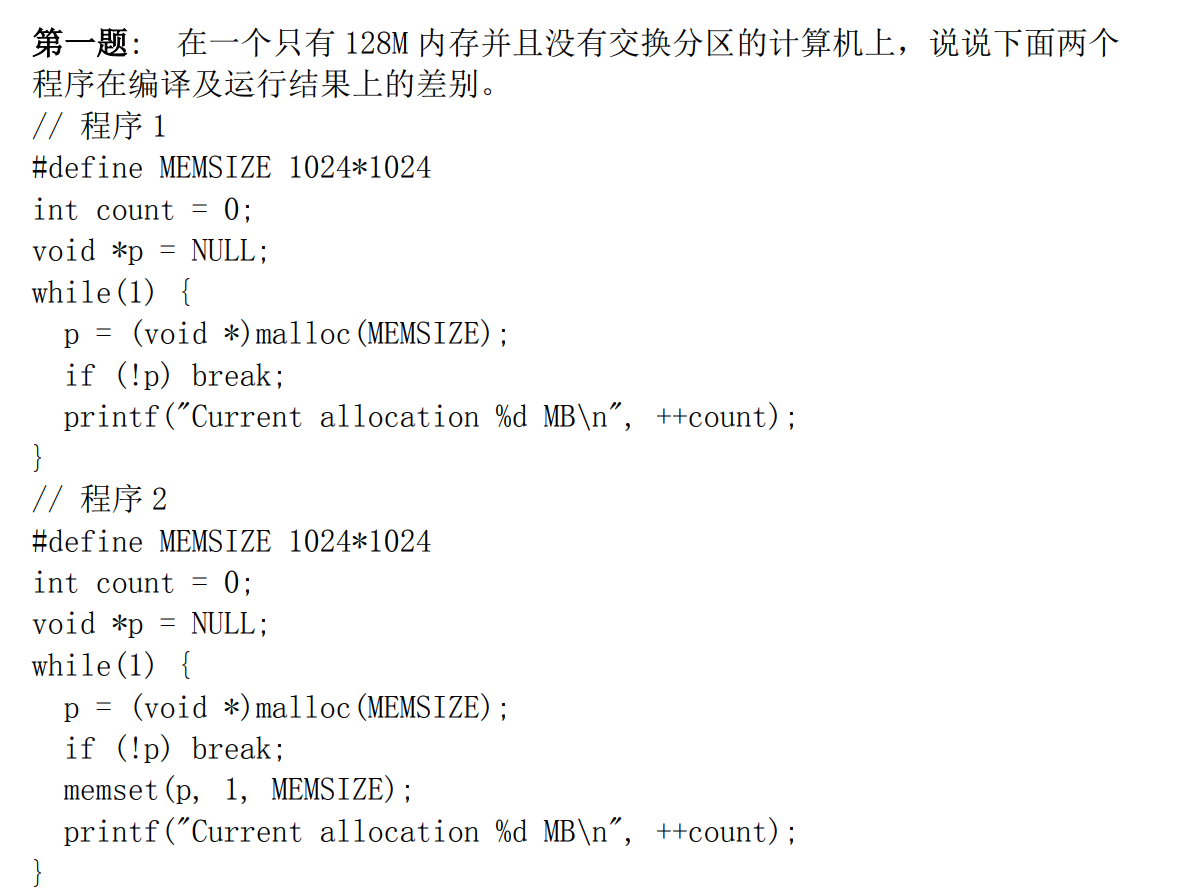 第一题: 在一个只有 128M 内存并且没有交换分区的计算机上，说说下面两个
程序在编译及运行结果上的差别。
// 程序 1
#define MEMSIZE 1024*1024
int count = 0;
void *p = NULL;
while(1) {
  p = (void *)malloc(MEMSIZE);
  if (!p) break;
  printf("Current allocation %d MB\n", ++count);
}
// 程序 2
#define MEMSIZE 1024*1024
int count = 0;
void *p = NULL;
while(1) {
  p = (void *)malloc(MEMSIZE);
  if (!p) break;
  memset(p, 1, MEMSIZE);
  printf("Current allocation %d MB\n", ++count);
}